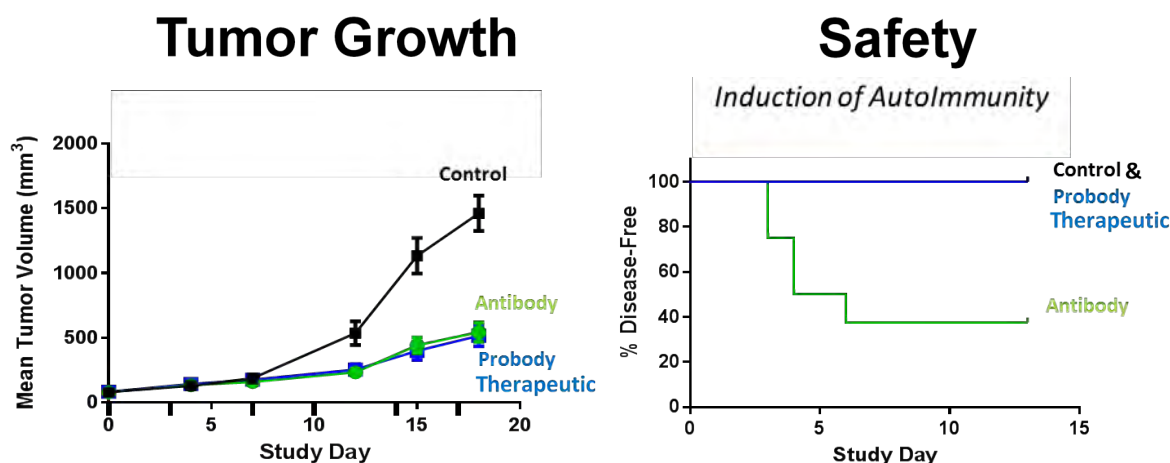 Tumor Growth
Mean Tumor Volume (mm³)
2000
1500
1000
500
0
Control
Antibody
Probody
Therapeutic
0
5
10
15
20
Study Day
Safety
Induction of AutoImmunity
% Disease-Free
100
80
60
40
20
0
Control &
Probody
Therapeutic
Antibody
0
5
10
15
Study Day